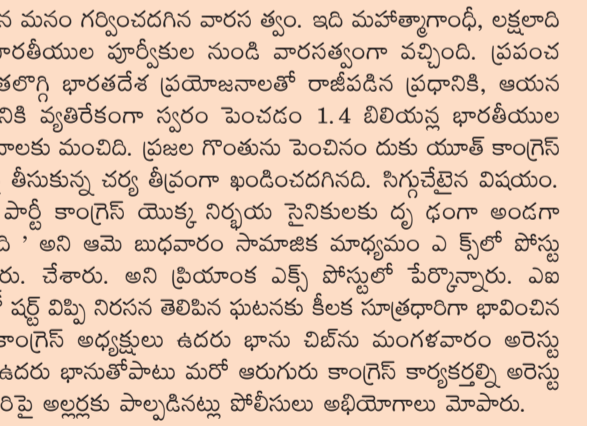 న మనం గర్వించదగిన వారస త్వం. ఇది మహాత్మాగాంధీ, లక్షలాది
భారతీయుల పూర్వీకుల నుండి వారసత్వంగా వచ్చింది. ప్రపంచ
తలొగ్గి భారతదేశ ప్రయోజనాలతో రాజీపడిన ప్రధానికి, ఆయన
నికి వ్యతిరేకంగా స్వరం పెంచడం 1.4 బిలియన్ల భారతీయుల
నాలకు మంచిది. ప్రజల గొంతును పెంచినం దుకు యూత్ కాంగ్రెస్
తీసుకున్న చర్య తీవ్రంగా ఖండించదగినది. సిగ్గుచేటైన విషయం.
పార్టీ కాంగ్రెస్ యొక్క నిర్భయ సైనికులకు దృ ఢంగా అండగా
ది ' అని ఆమె బుధవారం సామాజిక మాధ్యమం ఎ క్స్‌లో పోస్టు
రు. చేశారు. అని ప్రియాంక ఎక్స్ పోస్టులో పేర్కొన్నారు. ఎఐ
షర్ట్ విప్పి నిరసన తెలిపిన ఘటనకు కీలక సూత్రధారిగా భావించిన
కాంగ్రెస్ అధ్యక్షులు ఉదరు భాను చిబ్‌ను మంగళవారం అరెస్టు
ఉదరు భానుతోపాటు మరో ఆరుగురు కాంగ్రెస్ కార్యకర్తల్ని అరెస్టు
రిపై అల్లర్లకు పాల్పడినట్లు పోలీసులు అభియోగాలు మోపారు.